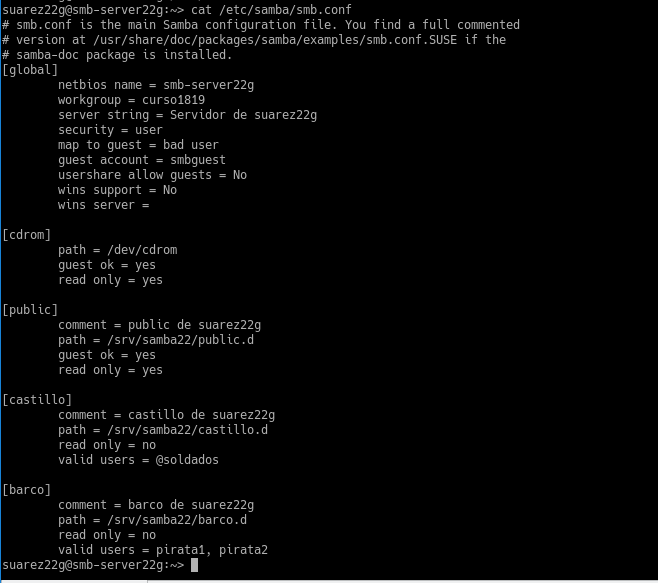 suarez22g@smb-server22g:~> cat /etc/samba/smb.conf
# smb.conf is the main Samba configuration file. You find a full commented
# version at /usr/share/doc/packages/samba/examples/smb.conf.SUSE if the
# samba-doc package is installed.
[global]
netbios name = smb-server22g
workgroup = curso1819
server string = Servidor de suarez22g
security = user
map to guest = bad user
guest account = smbguest
usershare allow guests = No
wins support = No
wins server =
[cdrom]
path = /dev/cdrom
guest ok = yes
read only = yes
[public]
comment = public de suarez22g
path = /srv/samba22/public.d
guest ok = yes
read only = yes
[castillo]
comment = castillo de suarez22g
path = /srv/samba22/castillo.d
read only = no
valid users = @soldados
[barco]
comment = barco de suarez22g
path = /srv/samba22/barco.d
read only = no
valid users = pirata1, pirata2
suarez22g@smb-server22g:~>